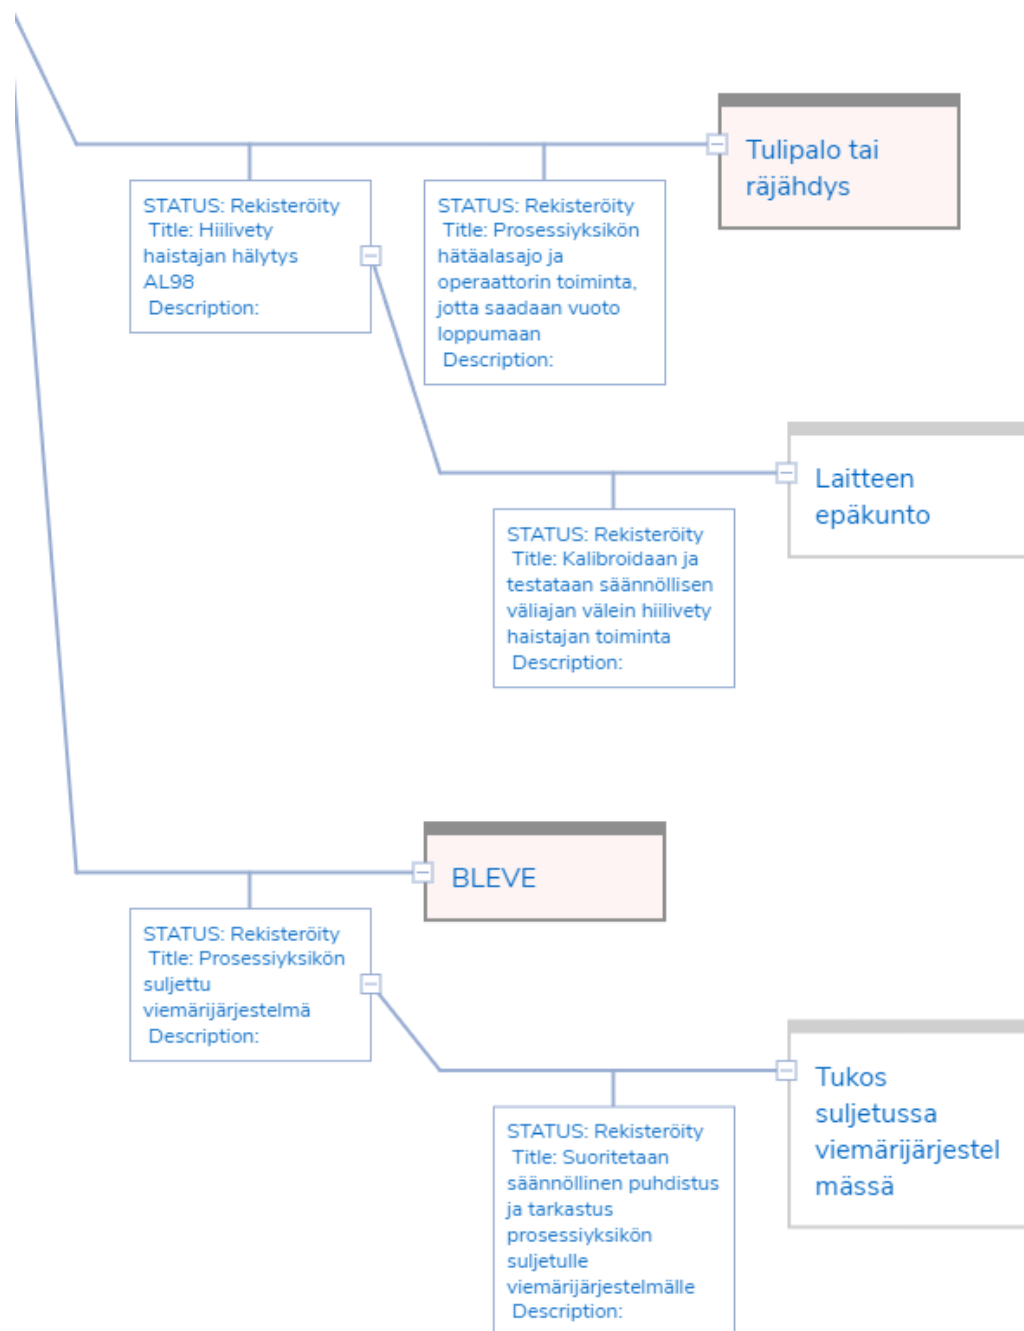 Tulipalo tai
räjähdys
STATUS: Rekisteröity
Title: Hiilivety
haistajan hälytys
AL98
Description:
STATUS: Rekisteröity
Title: Prosessiyksikön
hätäalasajo ja
operaattorin toiminta,
jotta saadaan vuoto
loppumaan
Description:
Laitteen
epäkunto
STATUS: Rekisteröity
Title: Kalibroidaan ja
testataan säännöllisen
väliajan välein hiilivety
haistajan toiminta
Description:
BLEVE
STATUS: Rekisteröity
Title: Prosessiyksikön
suljettu
viemärijärjestelmä
Description:
Tukos
suljetussa
viemärijärjestel
mässä
STATUS: Rekisteröity
Title: Suoritetaan
säännöllinen puhdistus
ja tarkastus
prosessiyksikön
suljetulle
viemärijärjestelmälle
Description: